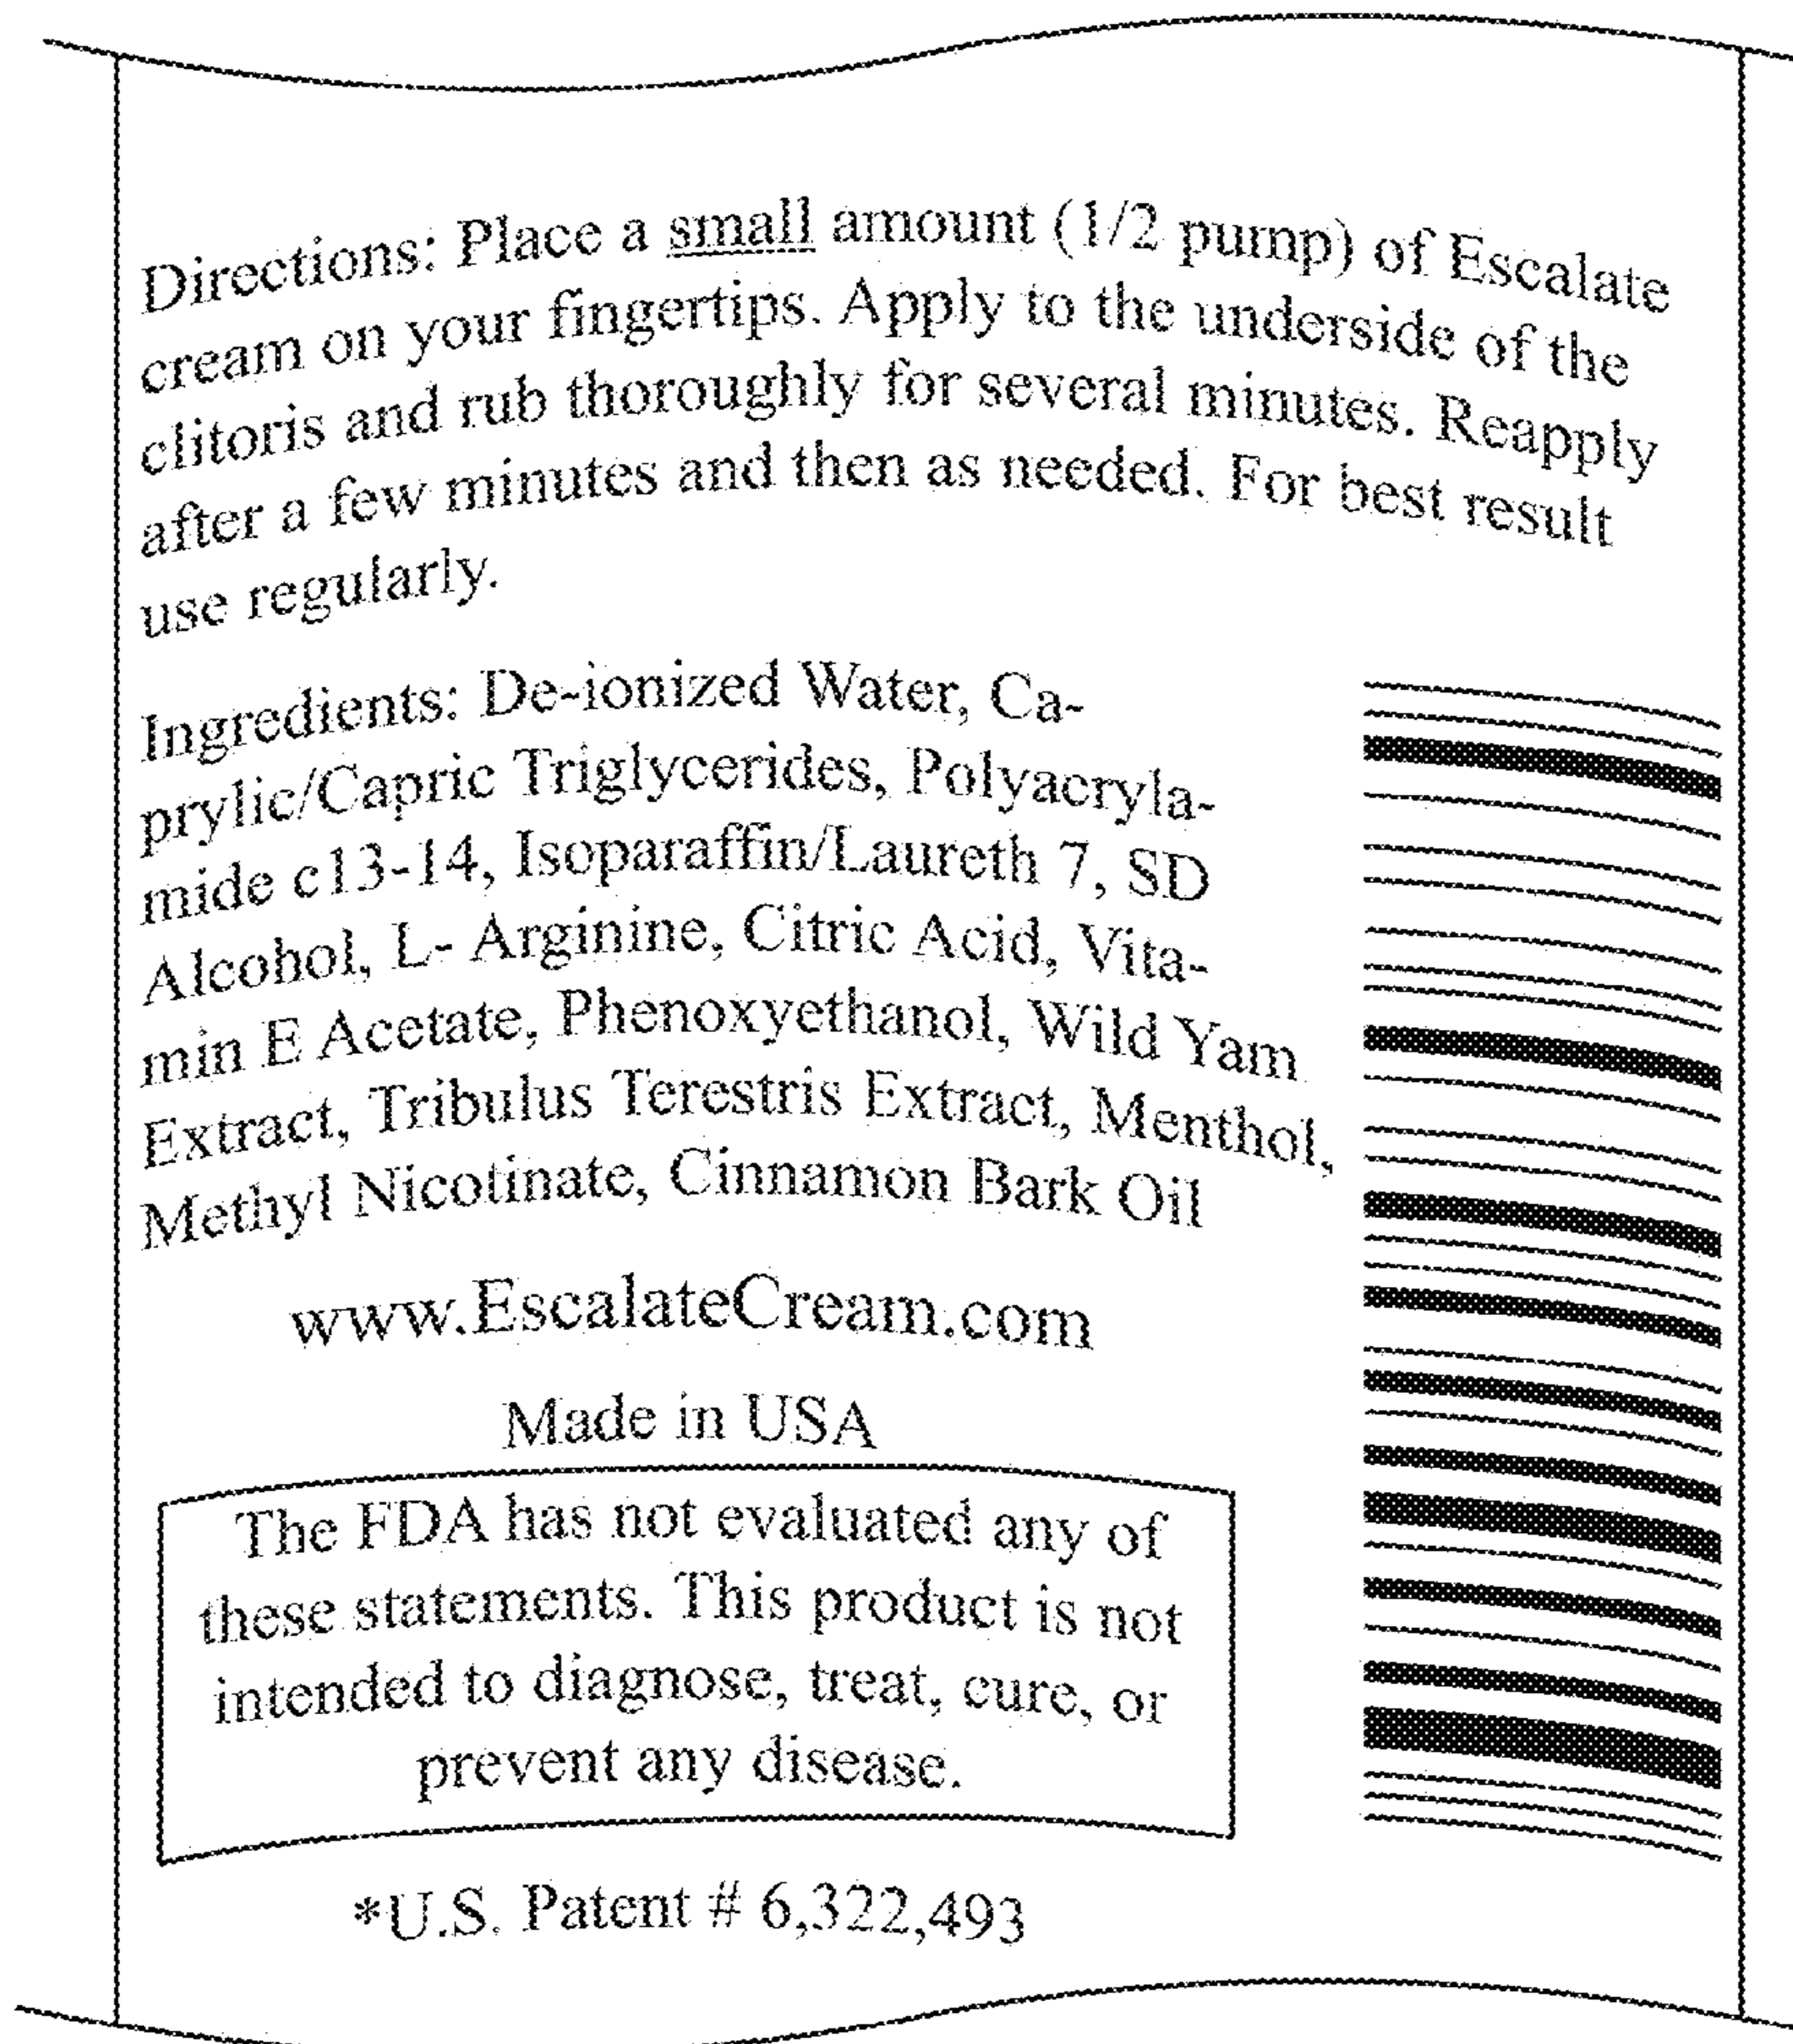 Directions: Place a small amount (1/2 pump) of Escalate
cream on your fingertips. Apply to the underside of the
clitoris and rub thoroughly for several minutes. Reapply
after a few minutes and then as needed. For best result
use regularly.
Ingredients: De-ionized Water, Ca-
prylic/Capric Triglycerides, Polyacryla-
mide c13-14, Isoparaffin/Laureth 7, SD
Alcohol, L- Arginine, Citric Acid, Vita-
min E Acetate, Phenoxyethanol, Wild Yam
Extract, Tribulus Terestris Extract, Menthol,
Methyl Nicotinate, Cinnamon Bark Oil
www.EscalateCream.com
Made in USA
The FDA has not evaluated any of
these statements. This product is not
intended to diagnose, treat, cure, or
prevent any disease.
*U.S. Patent # 6,322,493